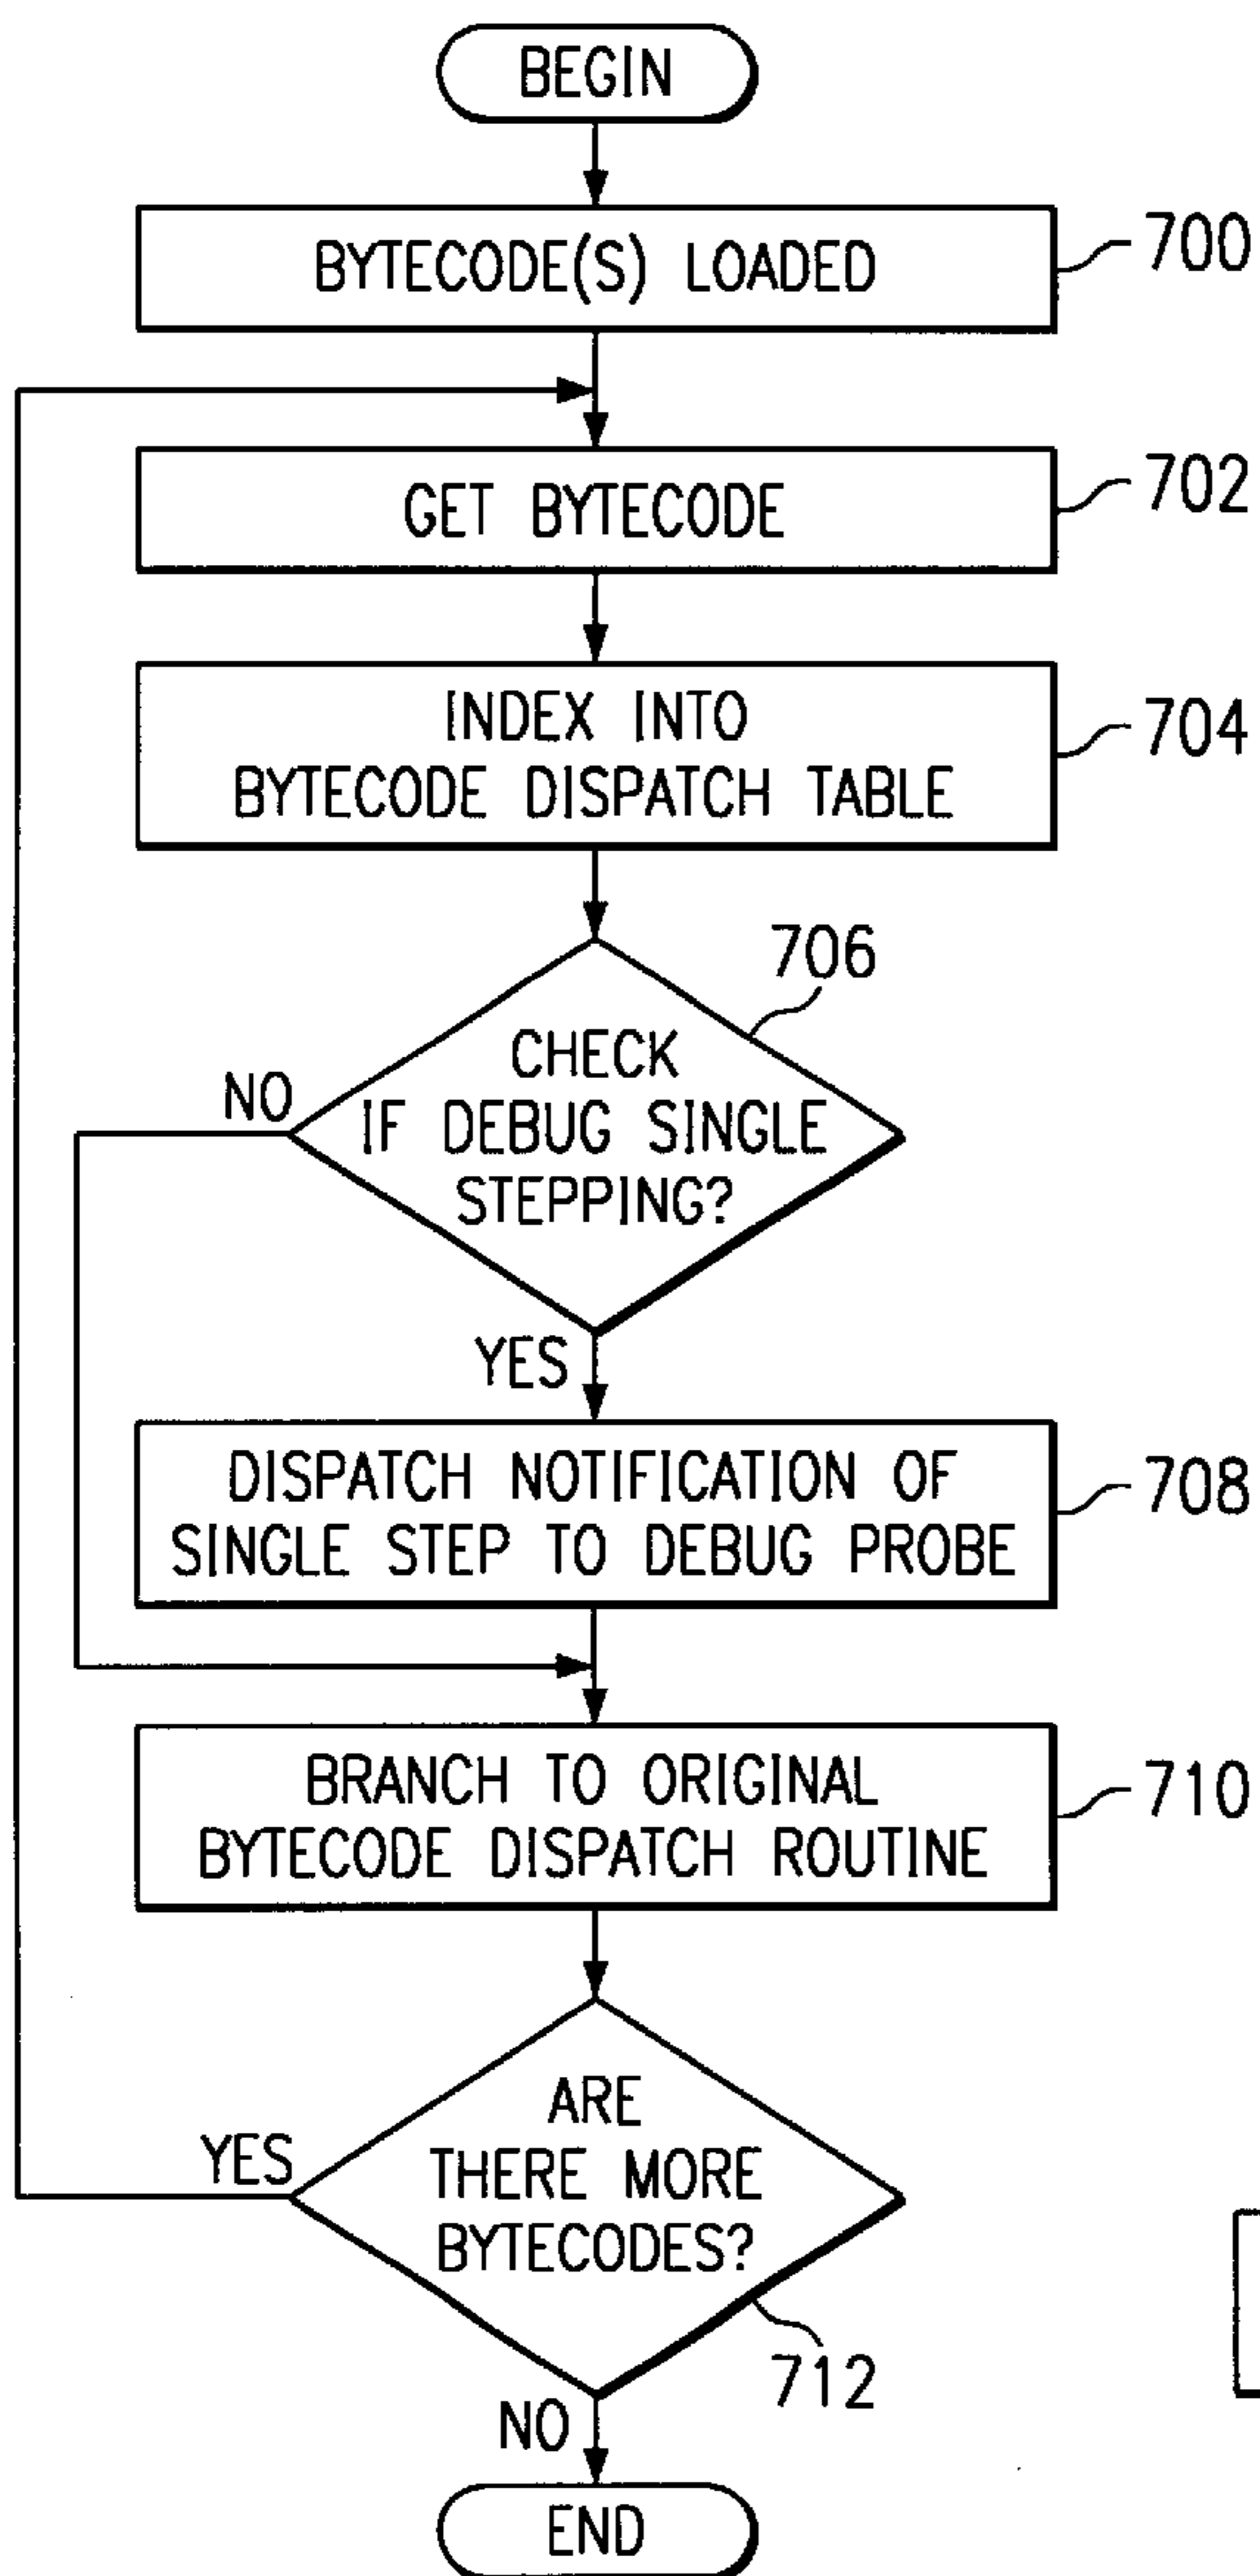 BEGIN
BYTECODE(S) LOADED
700
GET BYTECODE
702
INDEX INTO
BYTECODE DISPATCH TABLE
704
706
CHECK
IF DEBUG SINGLE
STEPPING?
NO
YES
DISPATCH NOTIFICATION OF
SINGLE STEP TO DEBUG PROBE
708
BRANCH TO ORIGINAL
BYTECODE DISPATCH ROUTINE
710
ARE
THERE MORE
BYTECODES?
YES
712
NO
END